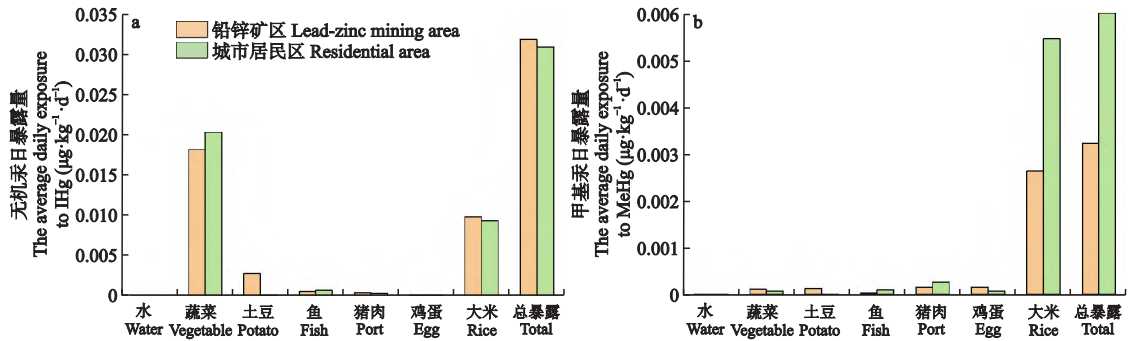 a
铅锌矿区 Lead-zinc mining area
城市居民区 Residential area
无机汞日暴露量
The average daily exposure
to IHg (μg·kg⁻¹·d⁻¹)
0.035
0.030
0.025
0.020
0.015
0.010
0.005
0
水 蔬菜 土豆 鱼 猪肉 鸡蛋 大米 总暴露
Water Vegetable Potato Fish Port Egg Rice Total
b
甲基汞日暴露量
The average daily exposure
to MeHg (μg·kg⁻¹·d⁻¹)
0.006
0.006
0.004
0.003
0.002
0.001
0
水 蔬菜 土豆 鱼 猪肉 鸡蛋 大米 总暴露
Water Vegetable Potato Fish Port Egg Rice Total